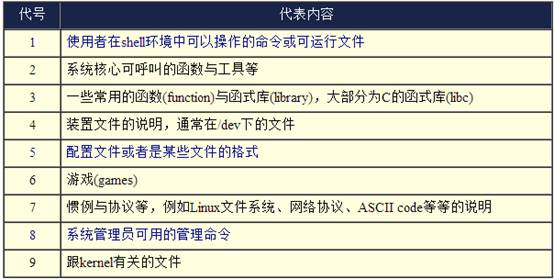 代号 代表内容
1 使用者在shell环境中可以操作的命令或可运行文件
2 系统核心可呼叫的函数与工具等
3 一些常用的函数(function)与函式库(library)，大部分为C的函式库(libc)
4 装置文件的说明，通常在/dev下的文件
5 配置文件或者是某些文件的格式
6 游戏(games)
7 惯例与协议等，例如Linux文件系统、网络协议、ASCII code等等的说明
8 系统管理员可用的管理命令
9 跟kernel有关的文件